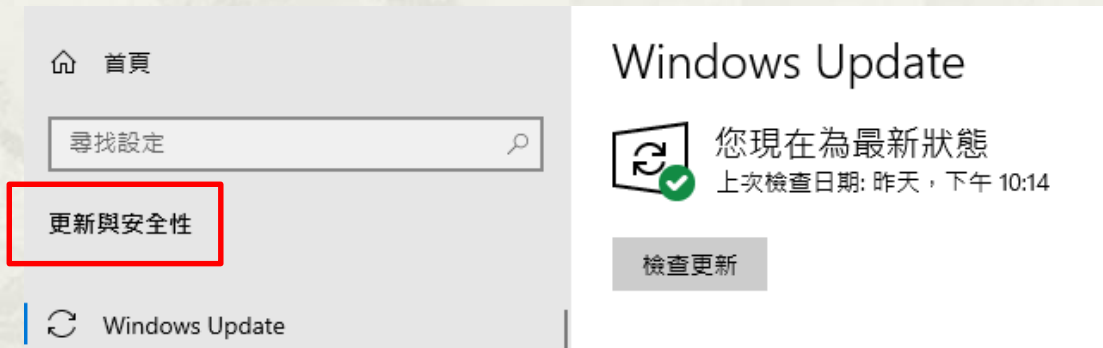 首頁
尋找設定
更新與安全性
Windows Update
Windows Update
您現在為最新狀態
上次檢查日期: 昨天，下午 10:14
檢查更新